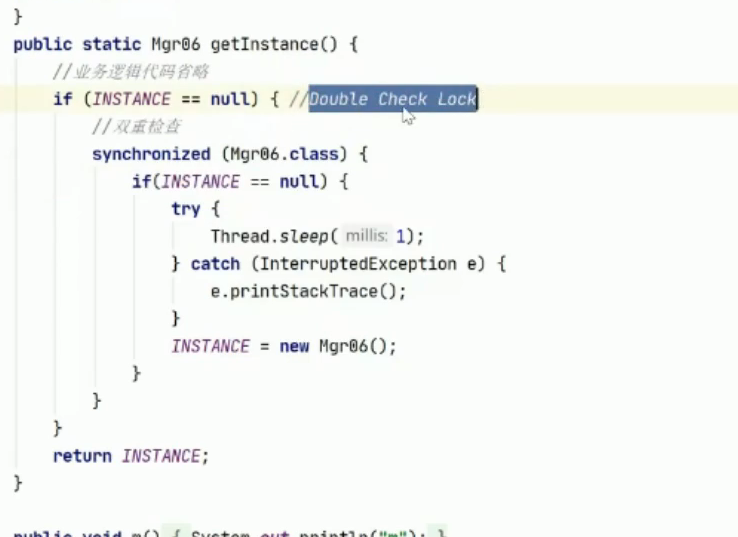 }
public static Mgr06 getInstance() {
//业务逻辑代码省略
if (INSTANCE == null) { //Double Check Lock
//双重检查
synchronized (Mgr06.class) {
if(INSTANCE == null) {
try {
Thread.sleep( millis: 1);
} catch (InterruptedException e) {
e.printStackTrace();
}
INSTANCE = new Mgr06();
}
}
}
return INSTANCE;
}
public void m() { System.out.println("m"); }